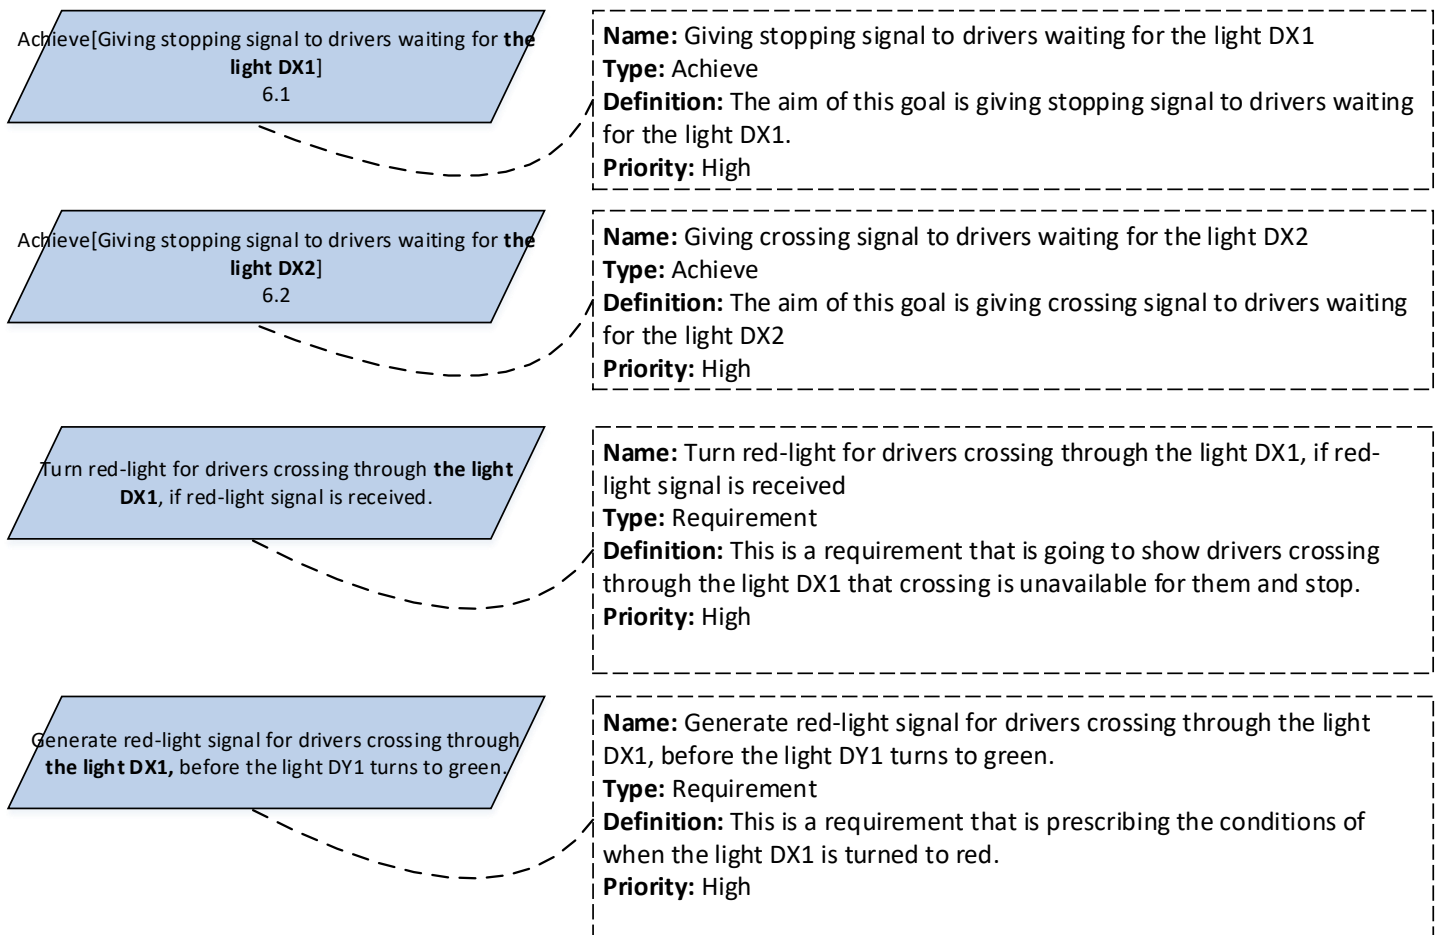 Achieve[Giving stopping signal to drivers waiting for the
light DX1]
6.1
Name: Giving stopping signal to drivers waiting for the light DX1
Type: Achieve
Definition: The aim of this goal is giving stopping signal to drivers waiting
for the light DX1.
Priority: High
Achieve[Giving stopping signal to drivers waiting for the
light DX2]
6.2
Name: Giving crossing signal to drivers waiting for the light DX2
Type: Achieve
Definition: The aim of this goal is giving crossing signal to drivers waiting
for the light DX2
Priority: High
Turn red-light for drivers crossing through the light
DX1, if red-light signal is received.
Name: Turn red-light for drivers crossing through the light DX1, if red-
light signal is received
Type: Requirement
Definition: This is a requirement that is going to show drivers crossing
through the light DX1 that crossing is unavailable for them and stop.
Priority: High
Generate red-light signal for drivers crossing through
the light DX1, before the light DY1 turns to green.
Name: Generate red-light signal for drivers crossing through the light
DX1, before the light DY1 turns to green.
Type: Requirement
Definition: This is a requirement that is prescribing the conditions of
when the light DX1 is turned to red.
Priority: High